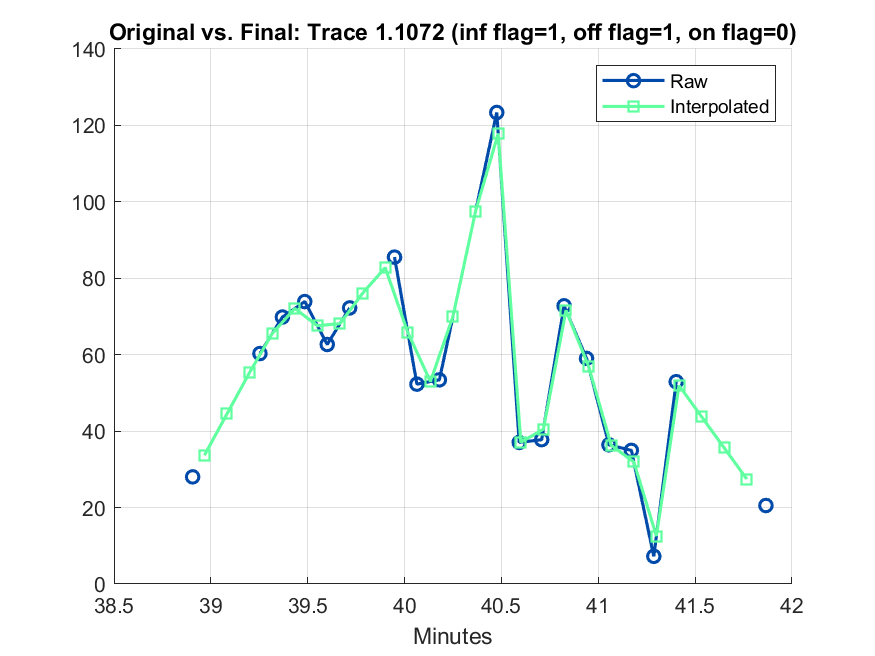 Original vs. Final: Trace 1.1072 (inf flag=1, off flag=1, on flag=0)
140
120
100
80
60
40
20
0
Raw
Interpolated
38.5 39 39.5 40 40.5 41 41.5 42
Minutes